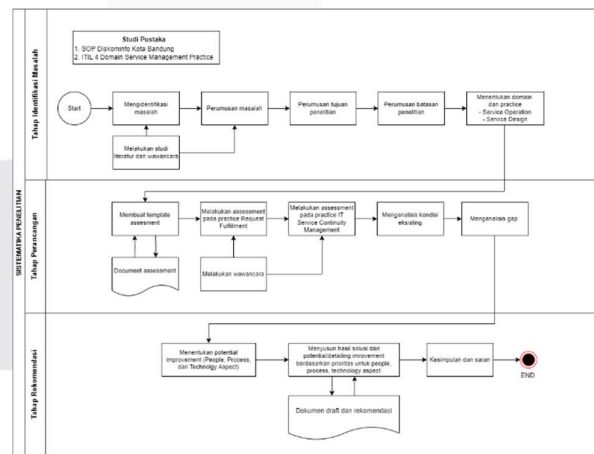 SISTEMATIKA PENELITIAN
Tahap Identifikasi Masalah
Studi Pustaka
1. SOP Diskominfo Kota Bandung
2. ITIL 4 Domain Service Management Practice
Start
Mengidentifikasi
masalah
Perumusan masalah
Perumusan tujuan
penelitian
Perumusan batasan
penelitian
Menentukan domain
dan practice
- Service Operation
- Service Design
Melakukan studi
literatur dan wawancara
Tahap Perancangan
Membuat template
assesment
Melakukan assessment
pada practice Request
Fulfillment
Melakukan assessment
pada practice IT
Service Continuity
Management
Menganalisis kondisi
eksisting
Menganalisis gap
Document assessment
Melakukan wawancara
Tahap Rekomendasi
Menentukan potential
improvement (People, Process,
dan Technolgy Aspect)
Menyusun hasil solusi dari
potential/detailing imovement
berdasarkan prioritas untuk people,
process, technology aspect
Kesimpulan dan saran
END
Dokumen draft dan rekomendasi